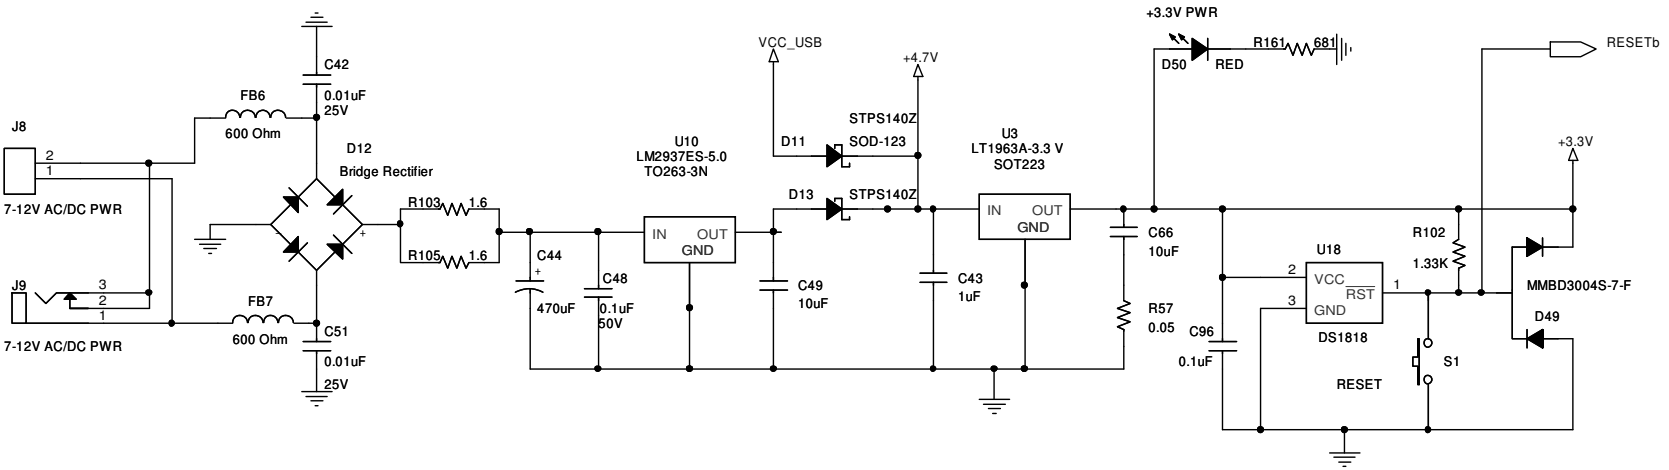 +3.3V PWR
D50
RED
R161
681
RESETb
VCC_USB
+4.7V
C42
0.01uF
25V
FB6
600 Ohm
J8
2
1
7-12V AC/DC PWR
D12
Bridge Rectifier
-
+
R103
1.6
R105
1.6
U10
LM2937ES-5.0
TO263-3N
IN
OUT
GND
D11
STPS140Z
SOD-123
D13
STPS140Z
U3
LT1963A-3.3 V
SOT223
IN
OUT
GND
+3.3V
C44
+
470uF
C48
0.1uF
50V
C49
10uF
C43
1uF
C66
10uF
R57
0.05
R102
1.33K
U18
2
VCC
RST
1
3
GND
DS1818
MMBD3004S-7-F
D49
C96
0.1uF
S1
RESET
J9
3
2
1
7-12V AC/DC PWR
FB7
600 Ohm
C51
0.01uF
25V